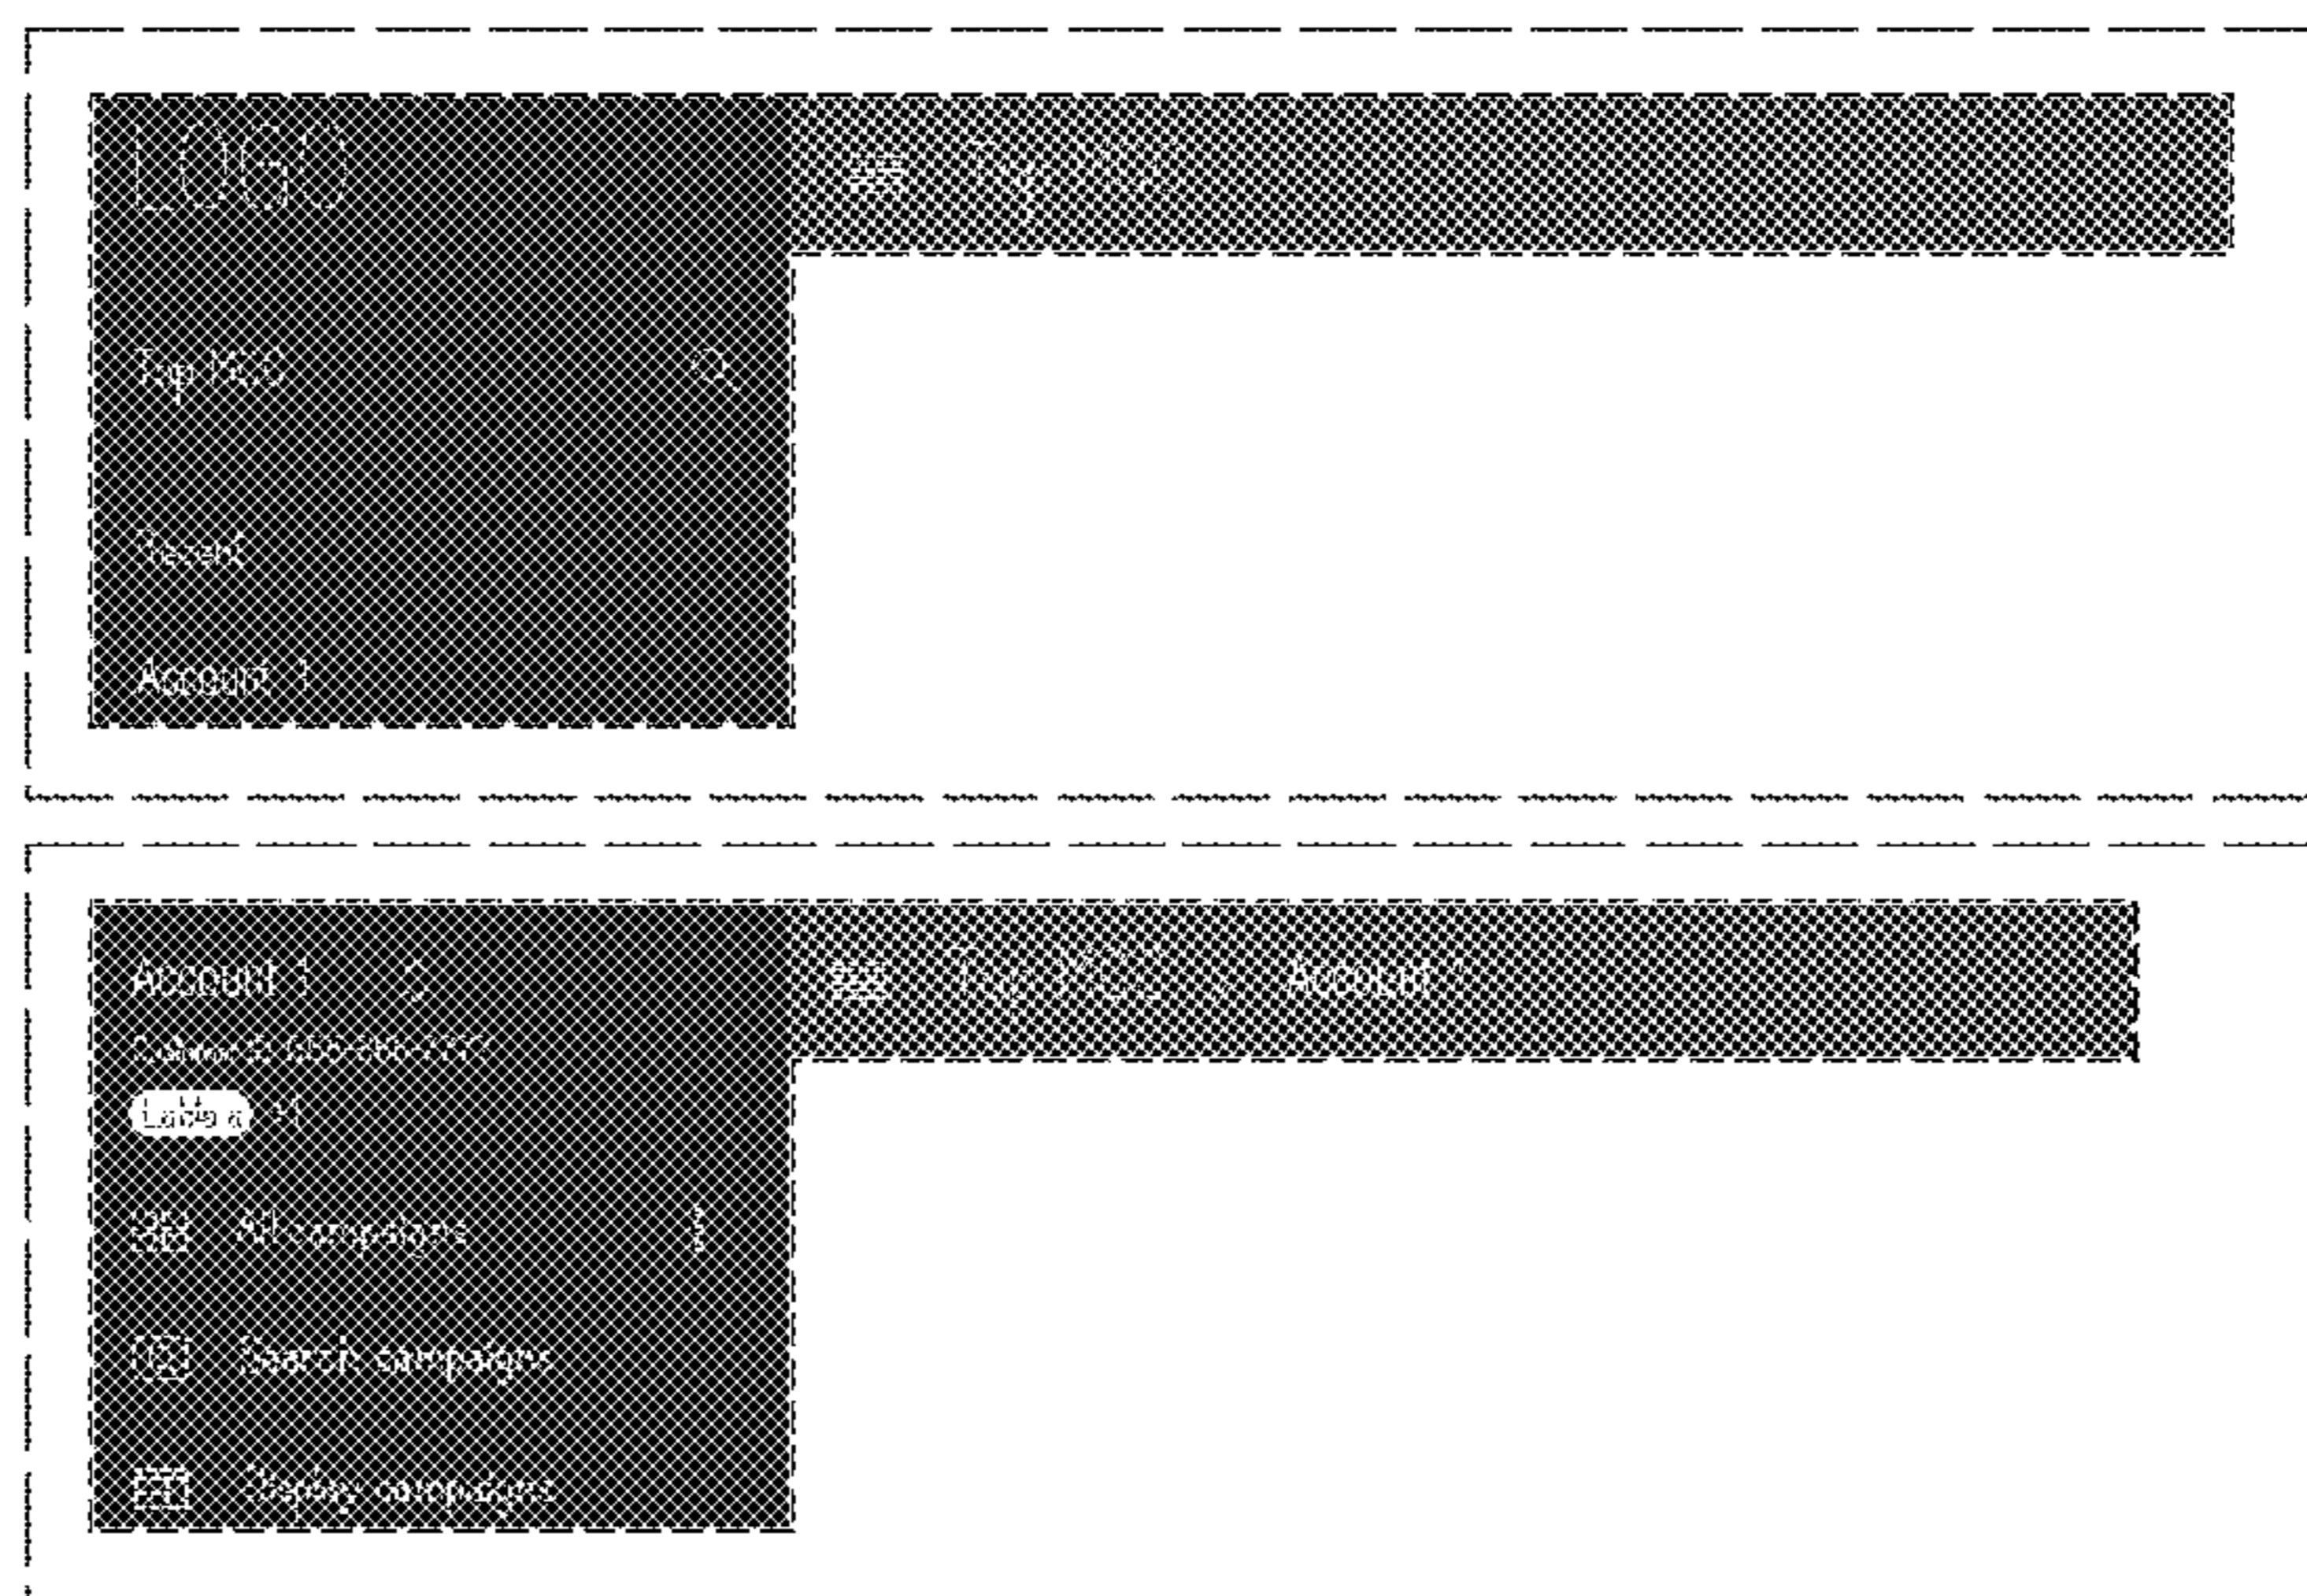 LOGO
Top MCC
Top MCC
Recent
Account 1
Account 1
Top MCC > Account
Label a +1
All campaigns
Search campaigns
Display campaigns